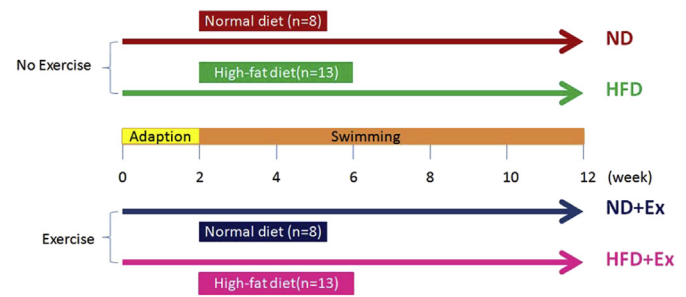 Normal diet (n=8)
ND
No Exercise
High-fat diet(n=13)
HFD
Adaption
Swimming
0 2 4 6 8 10 12 (week)
ND+Ex
Normal diet (n=8)
Exercise
HFD+Ex
High-fat diet(n=13)